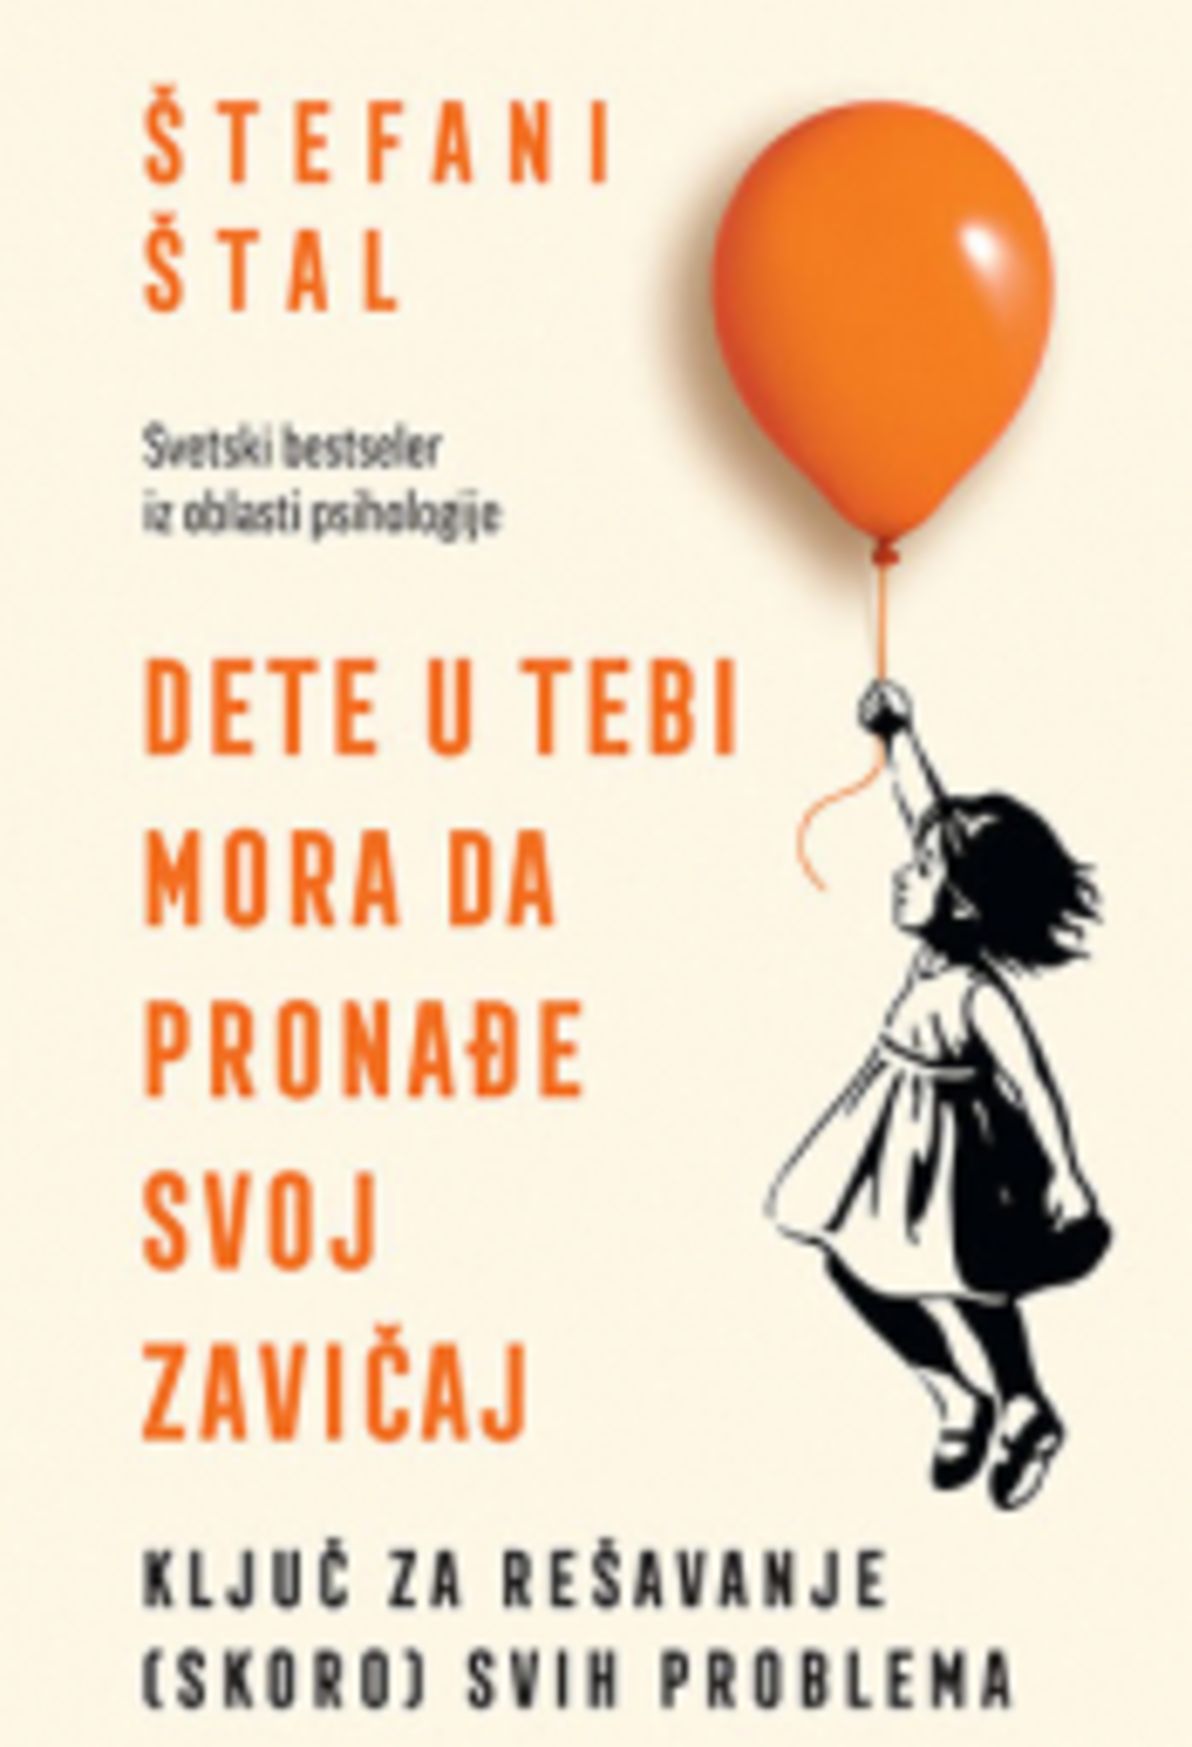 ŠTEFANI
ŠTAL
Svetski bestseler
iz oblasti psihologije
DETE U TEBI
MORA DA
PRONAĐE
SVOJ
ZAVIČAJ
KLJUČ ZA REŠAVANJE
(SKORO) SVIH PROBLEMA